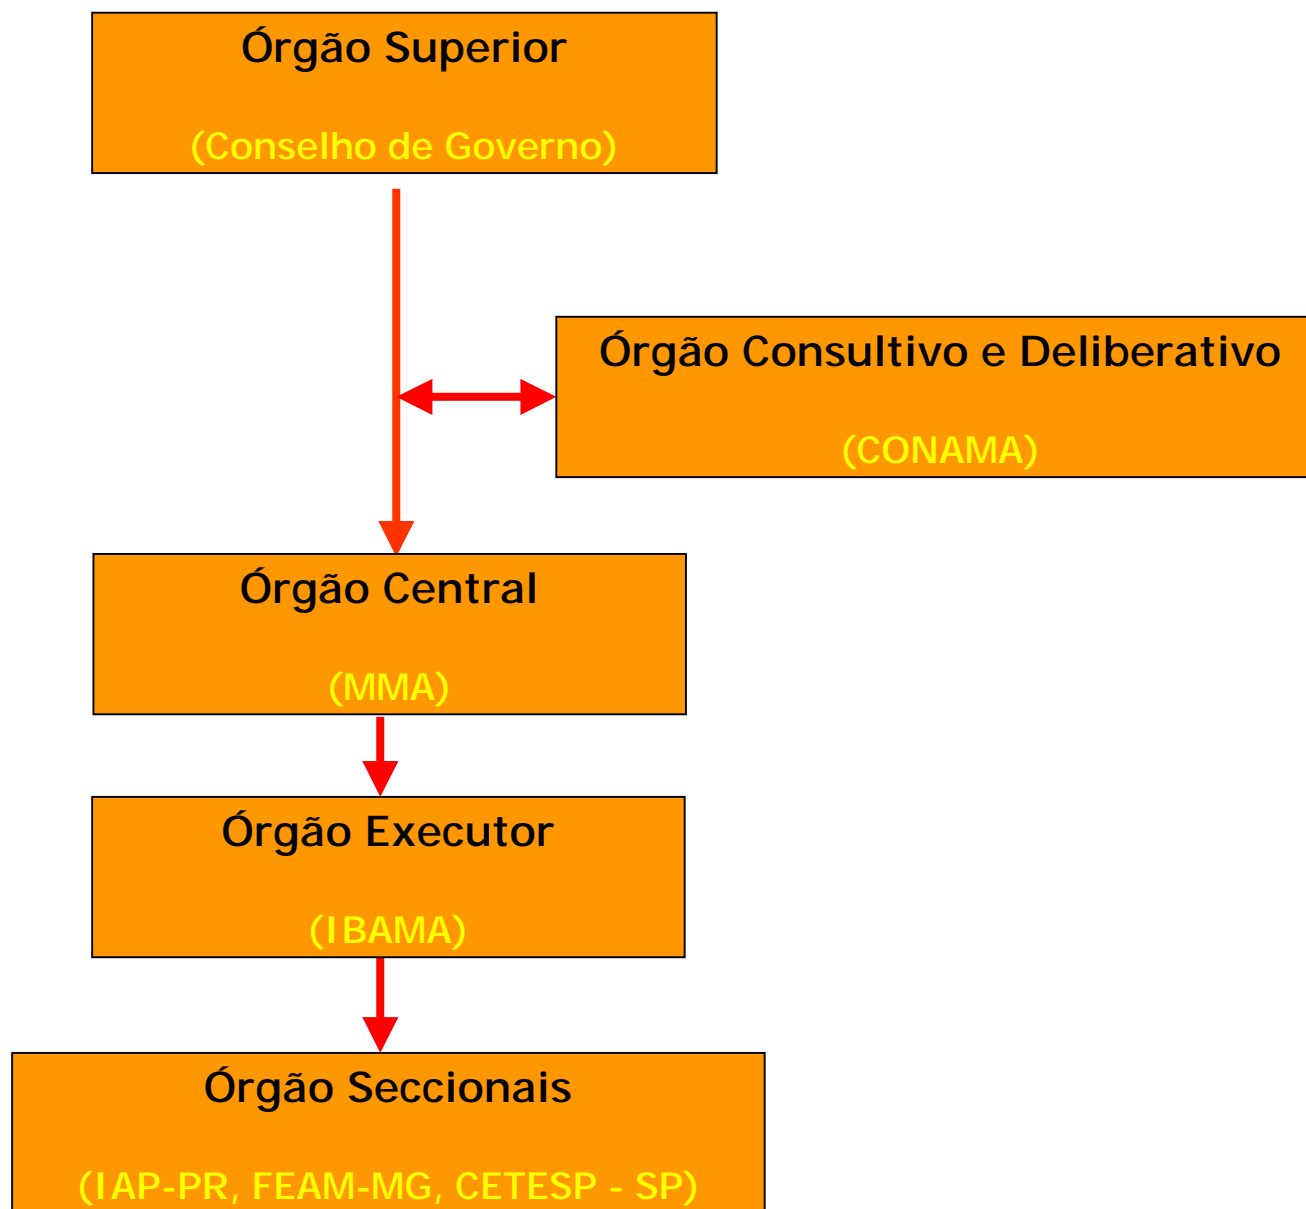 Órgão Superior
(Conselho de Governo)
Órgão Consultivo e Deliberativo
(CONAMA)
Órgão Central
(MMA)
Órgão Executor
(IBAMA)
Órgão Seccionais
(IAP-PR, FEAM-MG, CETESP - SP)